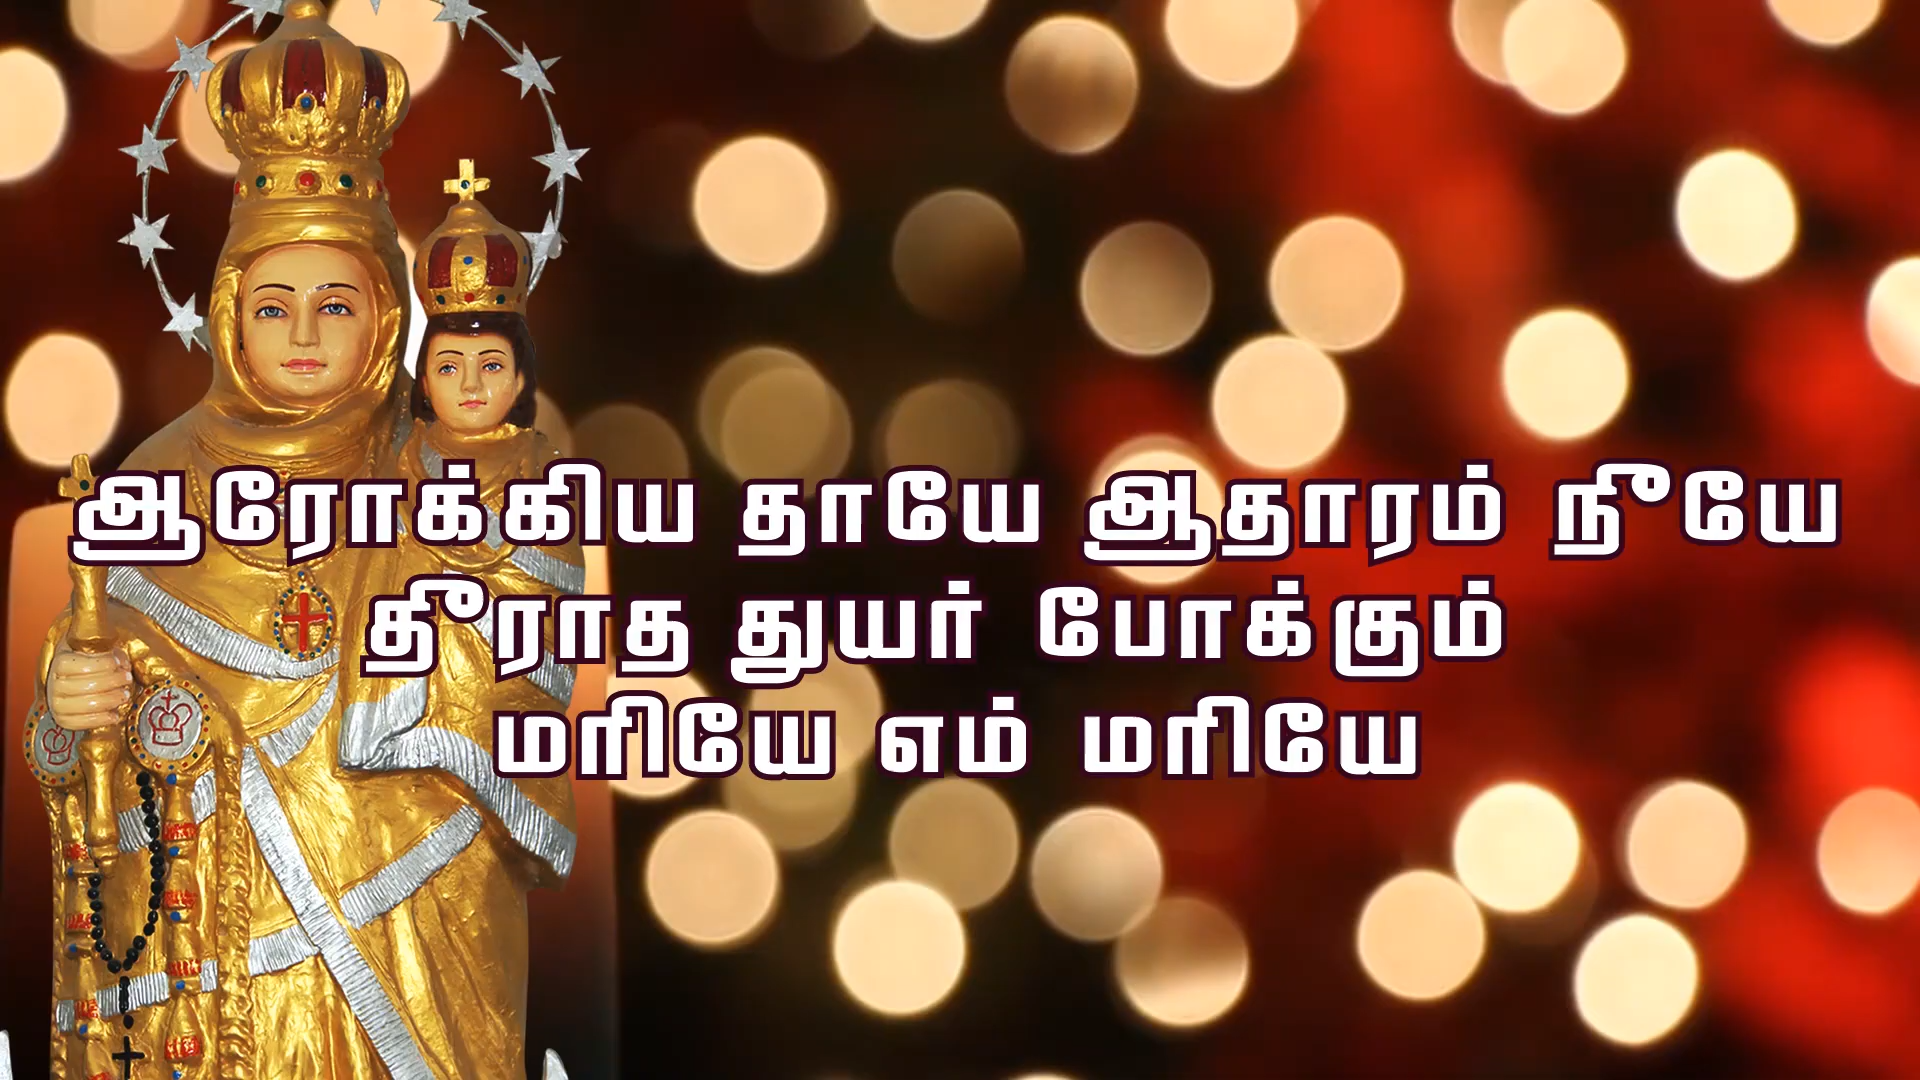 ஆரோக்கிய தாயே ஆதாரம் நீயே
தீராத துயர் போக்கும்
மரியே எம் மரியே